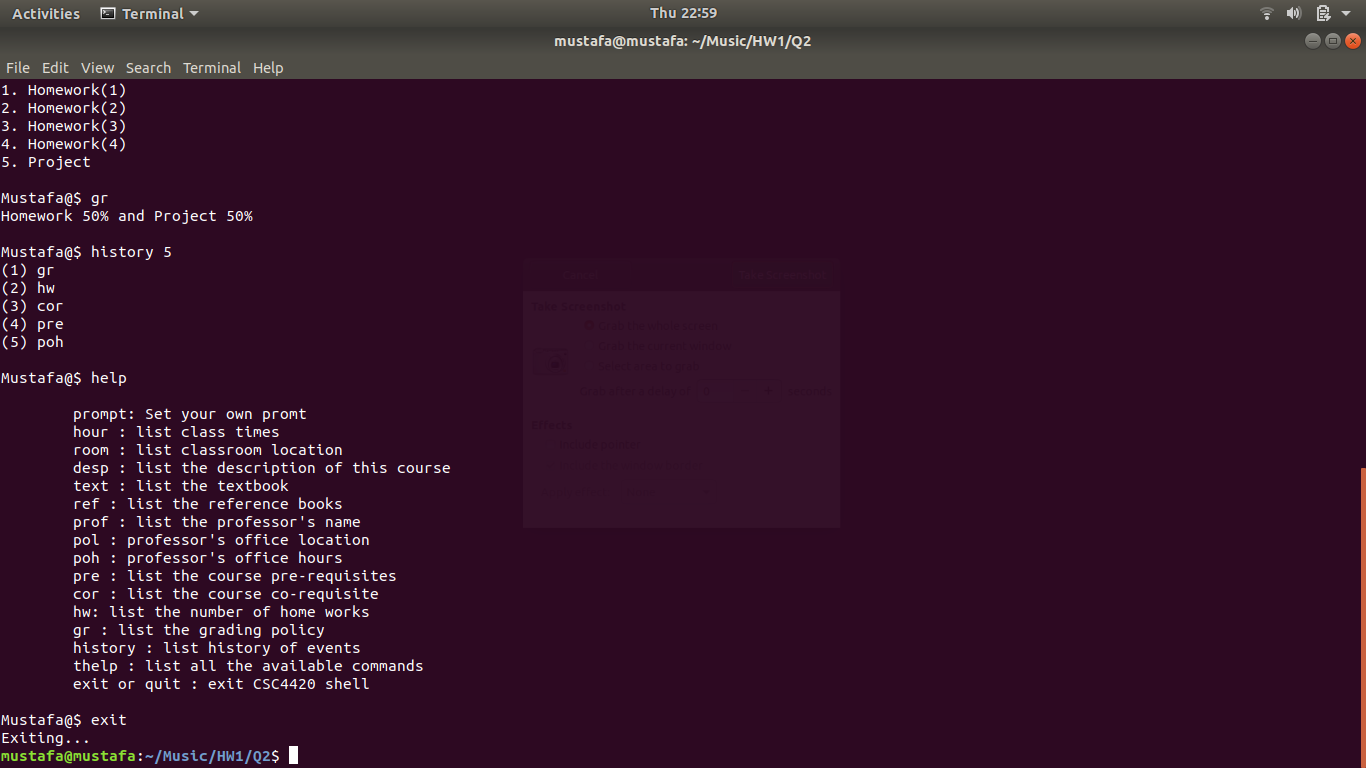 Activities Terminal Thu 22:59
mustafa@mustafa: ~/Music/HW1/Q2
File Edit View Search Terminal Help
1. Homework(1)
2. Homework(2)
3. Homework(3)
4. Homework(4)
5. Project
Mustafa@$ gr
Homework 50% and Project 50%
Mustafa@$ history 5
(1) gr
(2) hw
(3) cor
(4) pre
(5) poh
Mustafa@$ help
prompt: Set your own promt
hour : list class times
room : list classroom location
desp : list the description of this course
text : list the textbook
ref : list the reference books
prof : list the professor's name
pol : professor's office location
poh : professor's office hours
pre : list the course pre-requisites
cor : list the course co-requisite
hw: list the number of home works
gr : list the grading policy
history : list history of events
thelp : list all the available commands
exit or quit : exit CSC4420 shell
Mustafa@$ exit
Exiting...
mustafa@mustafa:~/Music/HW1/Q2$
Take Screenshot
Effects